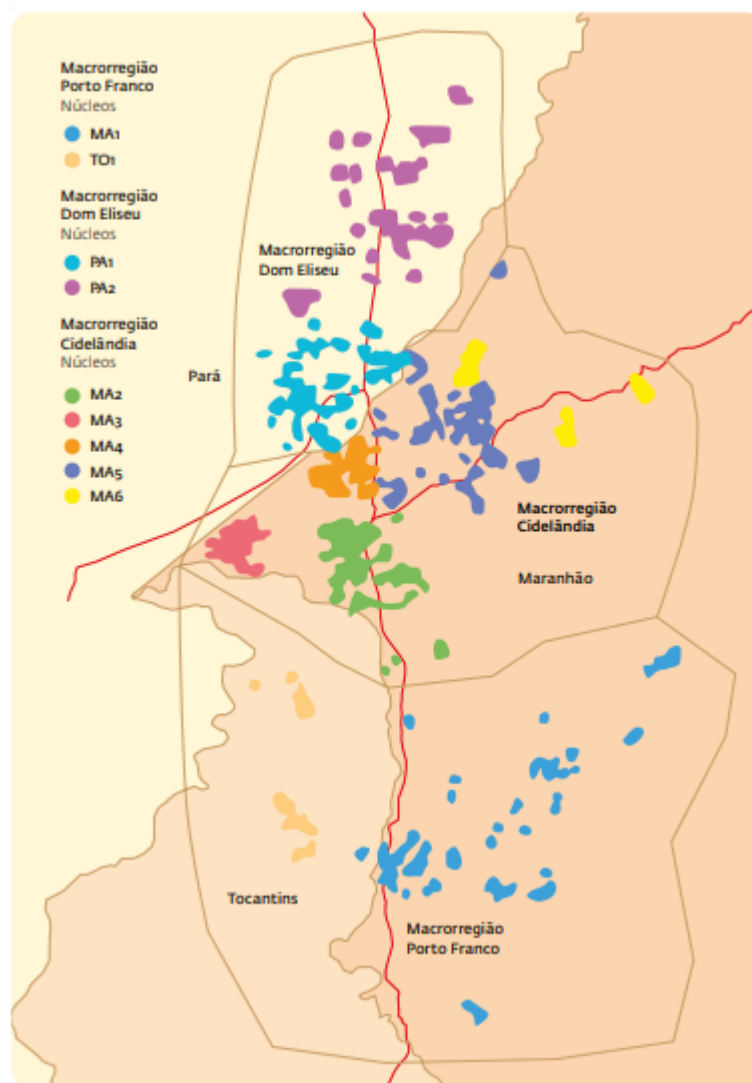 Macrorregião
Porto Franco
Núcleos
MA1
TO1
Macrorregião
Dom Eliseu
Núcleos
PA1
PA2
Macrorregião
Cidelândia
Núcleos
MA2
MA3
MA4
MA5
MA6
Macrorregião
Dom Eliseu
Pará
Macrorregião
Cidelândia
Maranhão
Tocantins
Macrorregião
Porto Franco